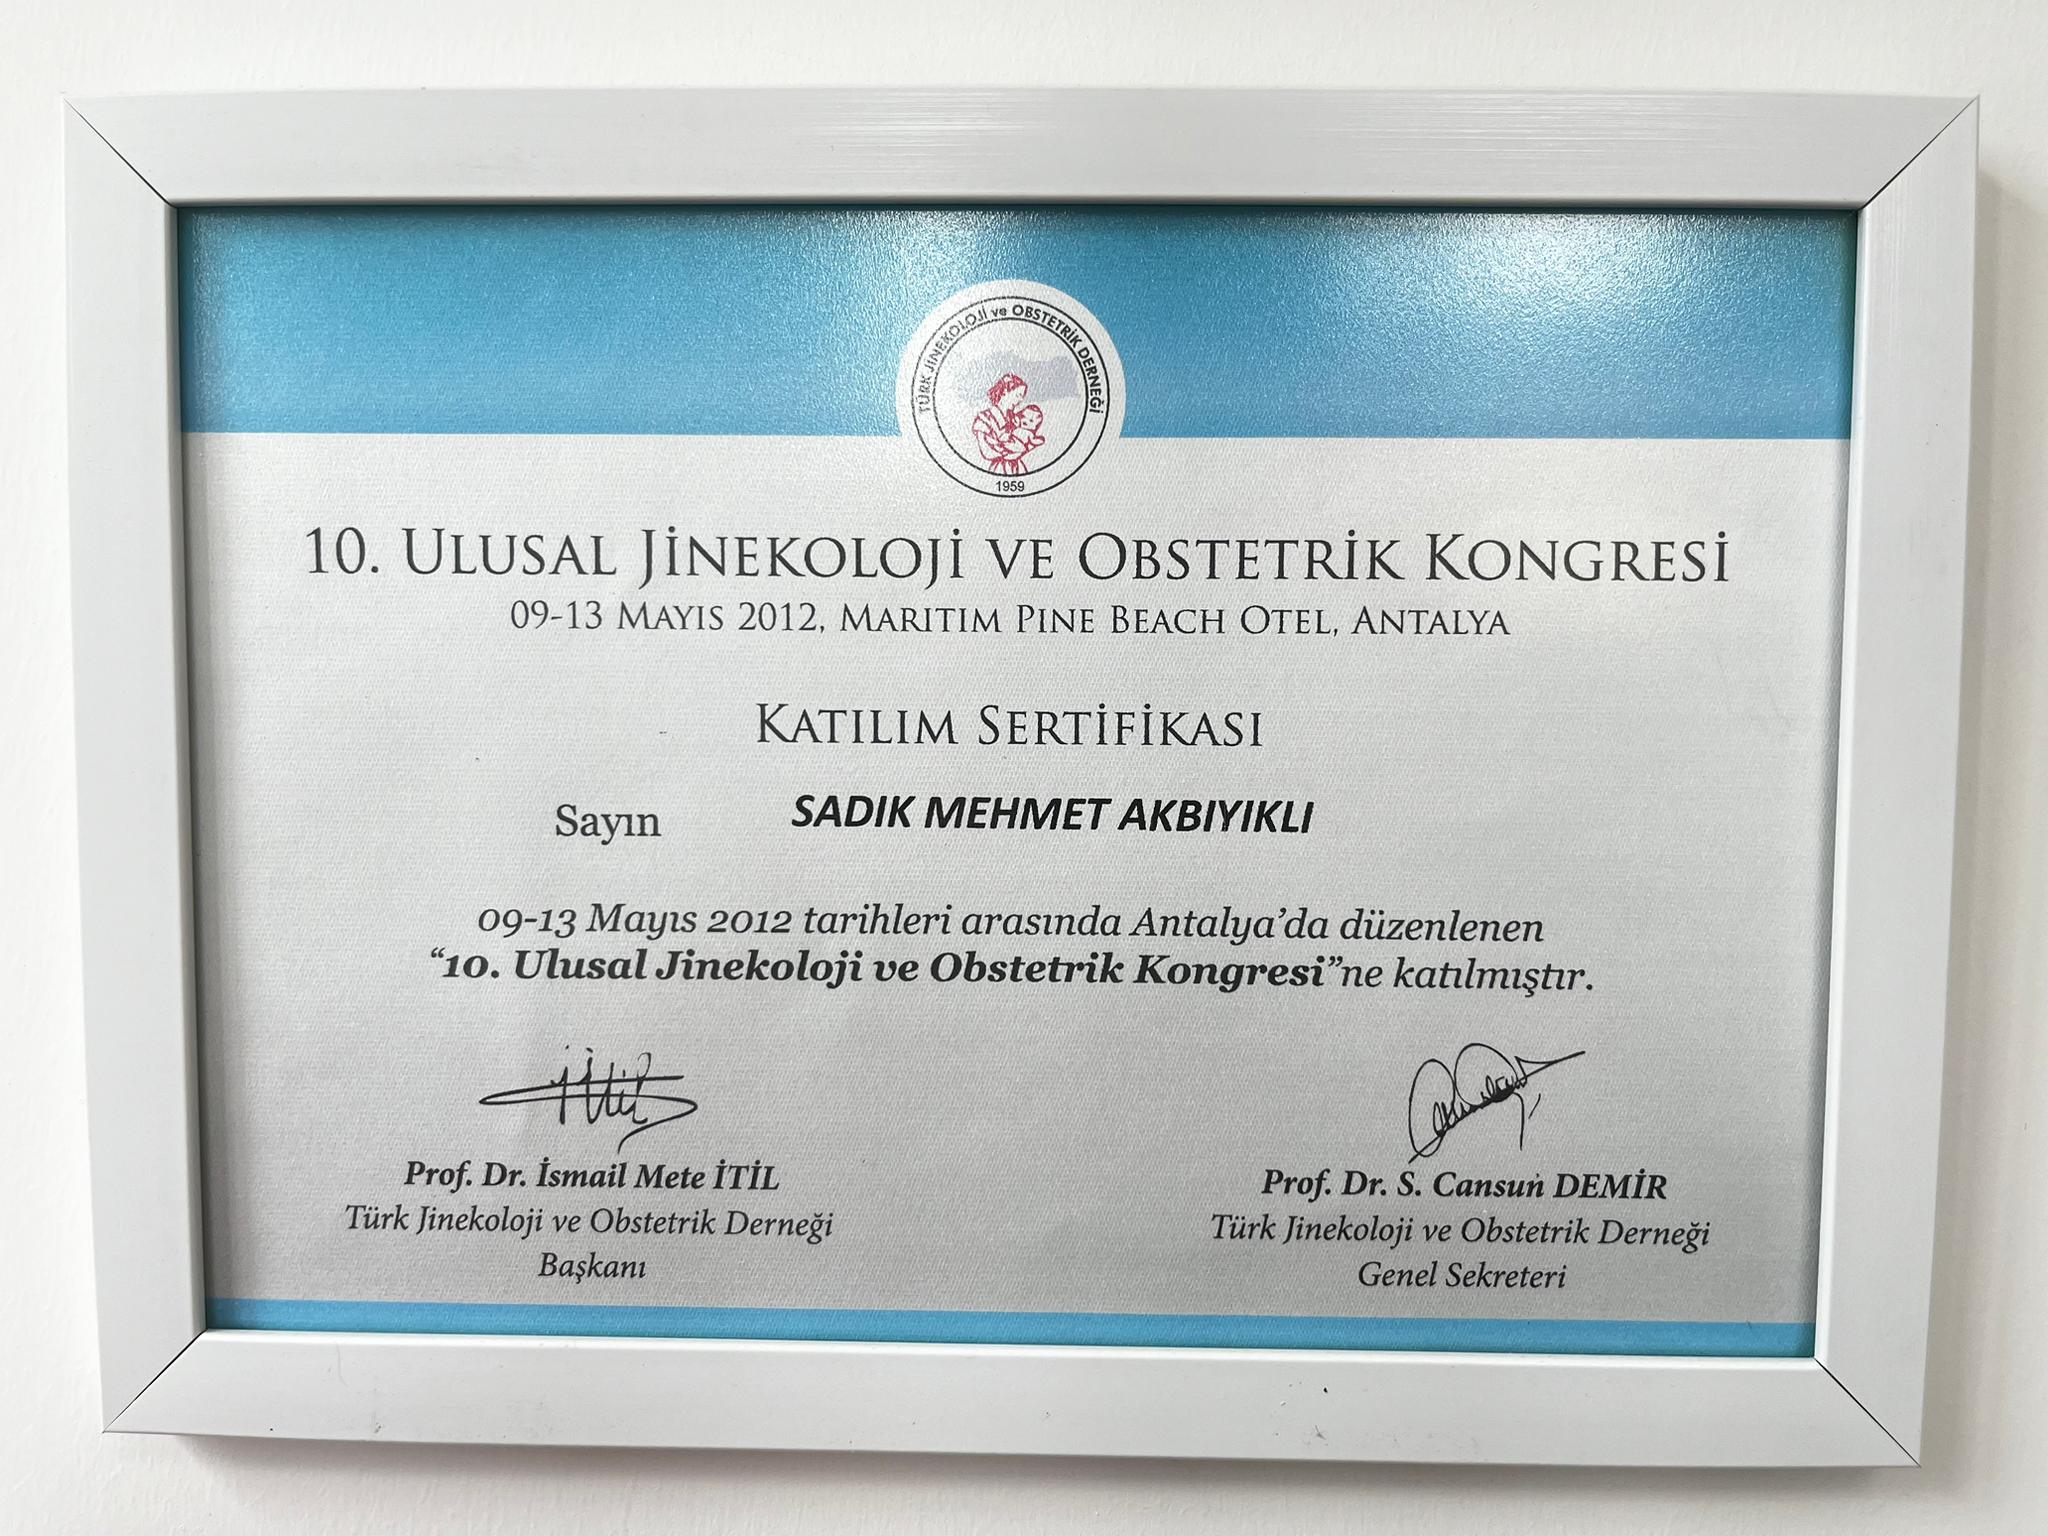 TÜRK JİNEKOLOJİ ve OBSTETRİK DERNEĞİ
1959
10. ULUSAL JİNEKOLOJİ VE OBSTETRİK KONGRESİ
09-13 MAYIS 2012, MARITIM PINE BEACH OTEL, ANTALYA
KATILIM SERTİFİKASI
Sayın SADIK MEHMET AKBIYIKLI
09-13 Mayıs 2012 tarihleri arasında Antalya’da düzenlenen
“10. Ulusal Jinekoloji ve Obstetrik Kongresi”ne katılmıştır.
Prof. Dr. İsmail Mete İTİL
Türk Jinekoloji ve Obstetrik Derneği
Başkanı
Prof. Dr. S. Cansun DEMİR
Türk Jinekoloji ve Obstetrik Derneği
Genel Sekreteri